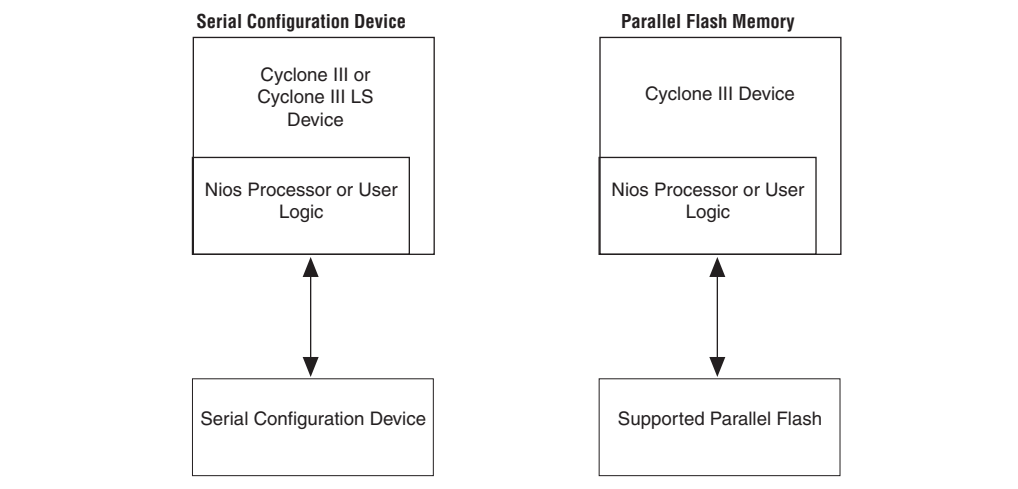 Serial Configuration Device
Cyclone III or
Cyclone III LS
Device
Nios Processor or User
Logic
Serial Configuration Device
Parallel Flash Memory
Cyclone III Device
Nios Processor or User
Logic
Supported Parallel Flash